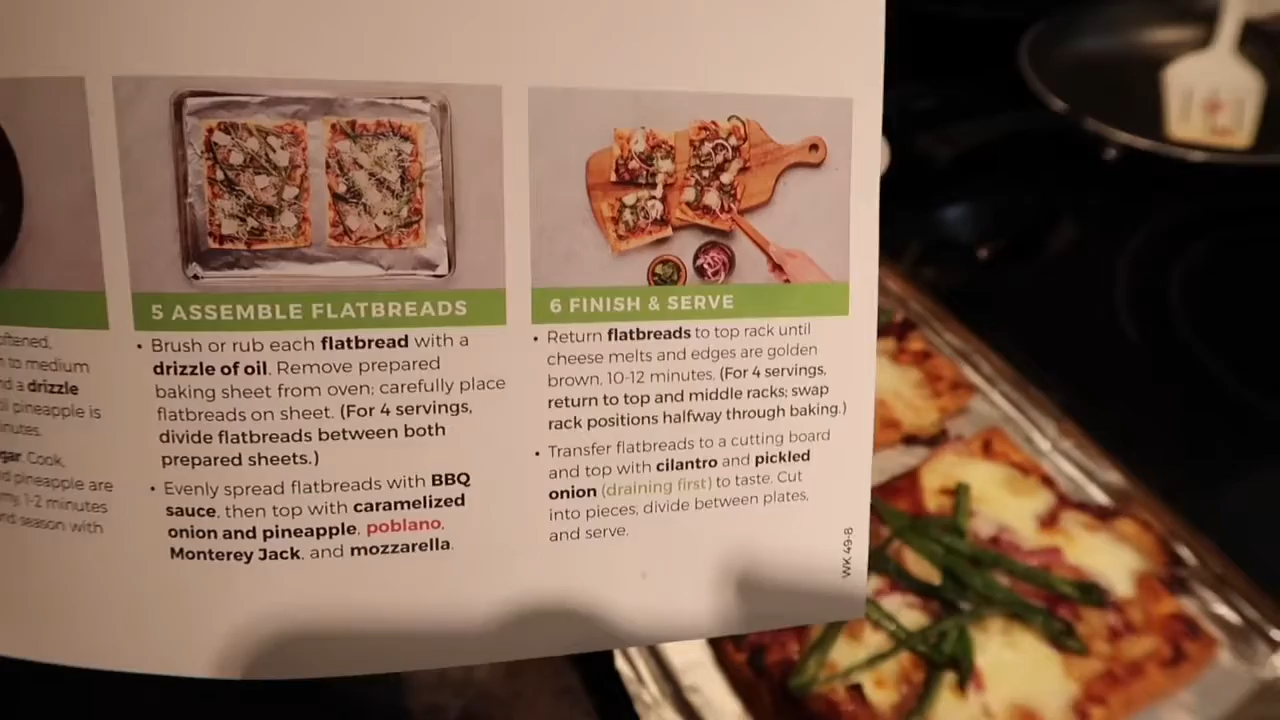 oftened,
n to medium
nd a drizzle
il pineapple is
inutes.
gar. Cook,
d pineapple are
my, 1-2 minutes
nd season with
5 ASSEMBLE FLATBREADS
• Brush or rub each flatbread with a
drizzle of oil. Remove prepared
baking sheet from oven; carefully place
flatbreads on sheet. (For 4 servings,
divide flatbreads between both
prepared sheets.)
• Evenly spread flatbreads with BBQ
sauce, then top with caramelized
onion and pineapple, poblano,
Monterey Jack, and mozzarella.
6 FINISH & SERVE
• Return flatbreads to top rack until
cheese melts and edges are golden
brown, 10-12 minutes. (For 4 servings,
return to top and middle racks; swap
rack positions halfway through baking.)
• Transfer flatbreads to a cutting board
and top with cilantro and pickled
onion (draining first) to taste. Cut
into pieces, divide between plates,
and serve.
WK 49-8